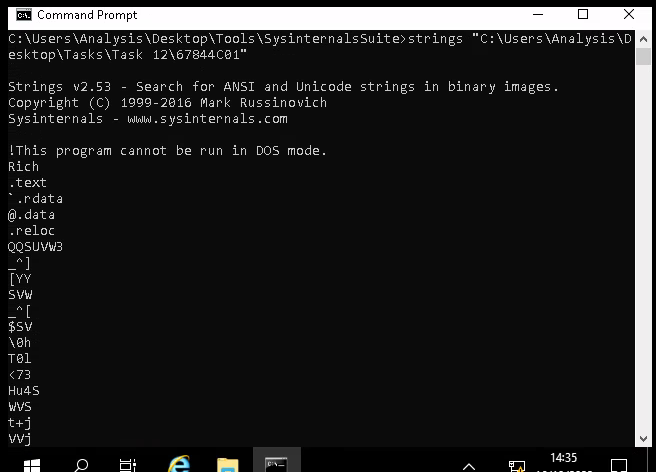 Command Prompt
C:\Users\Analysis\Desktop\Tools\SysinternalsSuite>strings "C:\Users\Analysis\D
esktop\Tasks\Task 12\67844C01"
Strings v2.53 - Search for ANSI and Unicode strings in binary images.
Copyright (C) 1999-2016 Mark Russinovich
Sysinternals - www.sysinternals.com
!This program cannot be run in DOS mode.
Rich
.text
`.rdata
@.data
.reloc
QQSUVW3
_^]
[YY
SVW
_^[
$SV
\0h
T0l
<73
Hu4S
WVS
t+j
VVj
14:35